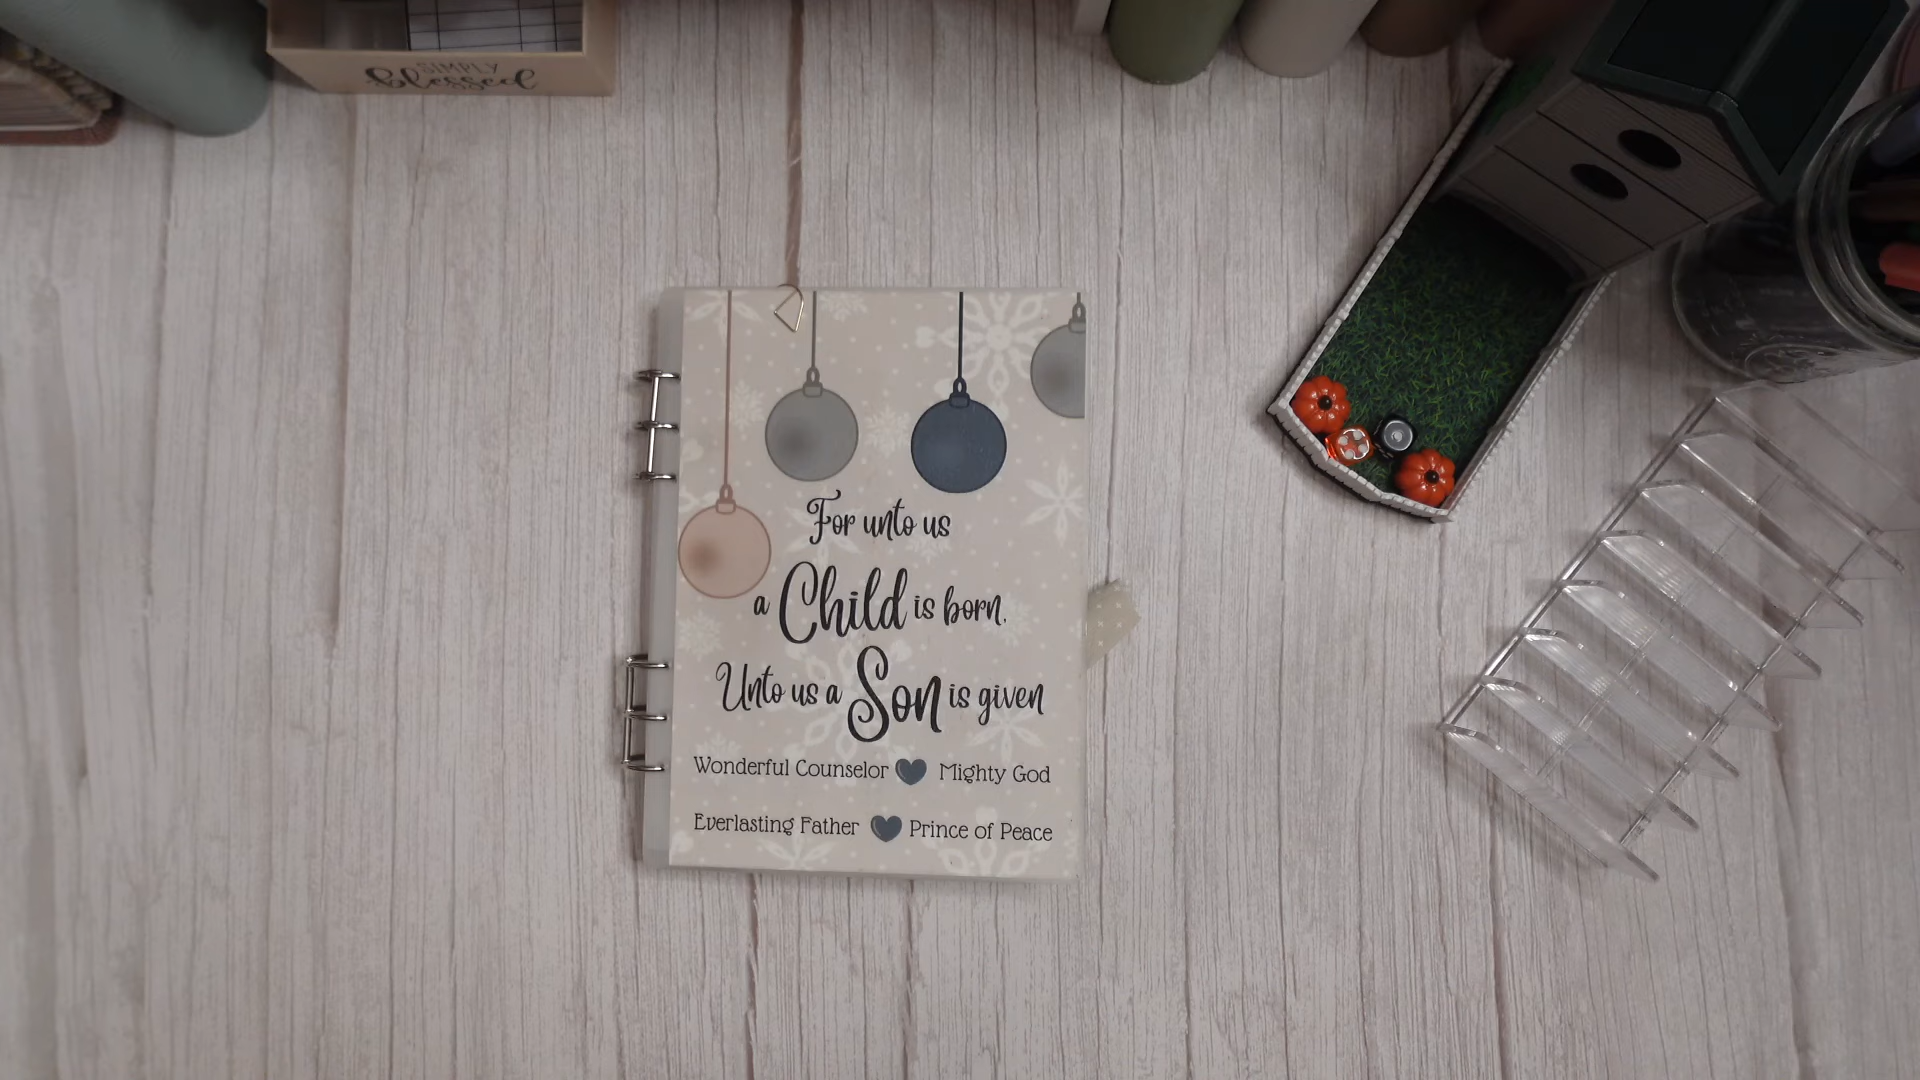 SIMPLY
blessed
For unto us
a Child is born,
Unto us a Son is given
Wonderful Counselor Mighty God
Everlasting Father Prince of Peace